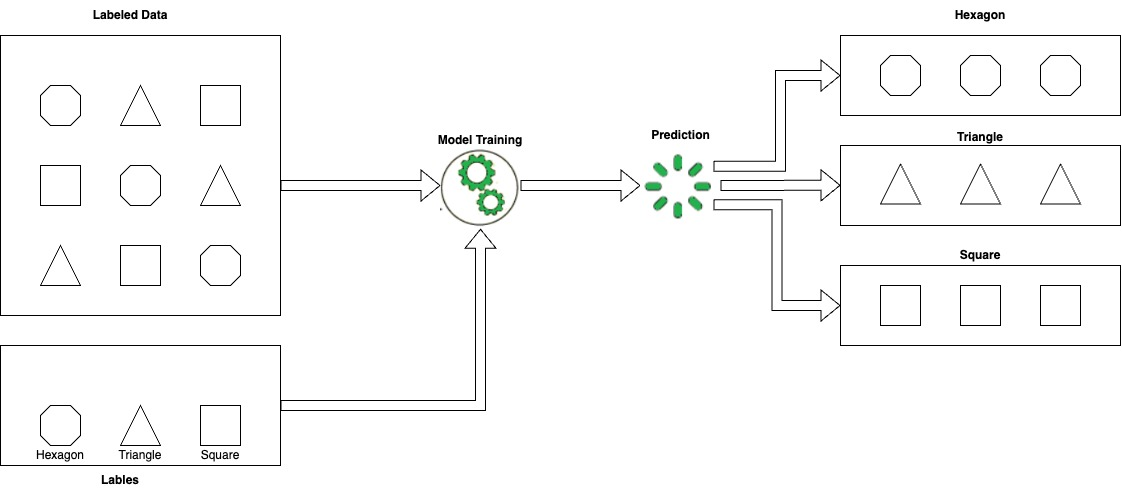 Labeled Data
Hexagon
Triangle
Square
Lables
Model Training
Prediction
Hexagon
Triangle
Square